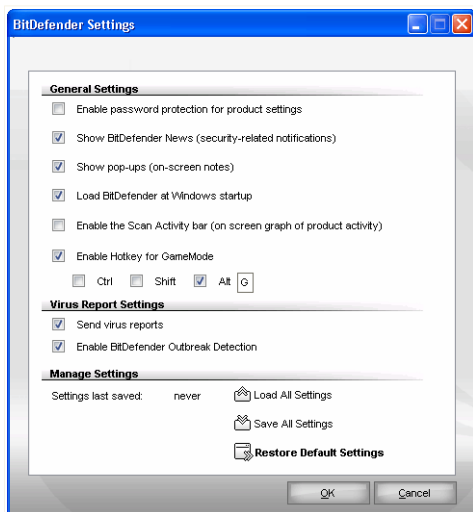 BitDefender Settings
General Settings
Enable password protection for product settings
Show BitDefender News (security-related notifications)
Show pop-ups (on-screen notes)
Load BitDefender at Windows startup
Enable the Scan Activity bar (on screen graph of product activity)
Enable Hotkey for GameMode
Ctrl Shift Alt G
Virus Report Settings
Send virus reports
Enable BitDefender Outbreak Detection
Manage Settings
Settings last saved: never Load All Settings
Save All Settings
Restore Default Settings
OK Cancel